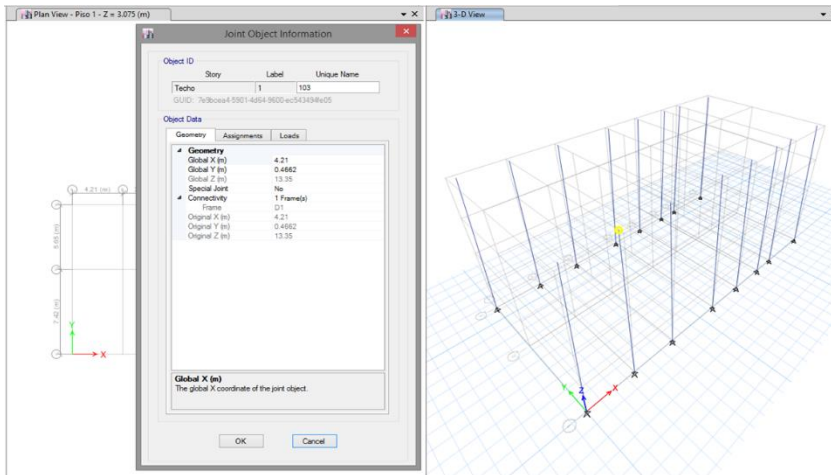 Plan View - Piso 1 - Z = 3.075 (m)
3-D View
Joint Object Information
Object ID
Story Label Unique Name
Techo 1 103
Object Data
Geometry Assignments Loads
Geometry
Global X (m) 4.21
Global Y (m) 0.4662
Global Z (m) 13.35
Special Joint No
Connectivity 1 Frame(s)
Frame D1
Original X (m) 4.21
Original Y (m) 0.4662
Original Z (m) 13.35
Global X (m)
The global X coordinate of the joint object.
OK Cancel
4.21 (m)
2.42 (m)
Y
X
Y
Z
X